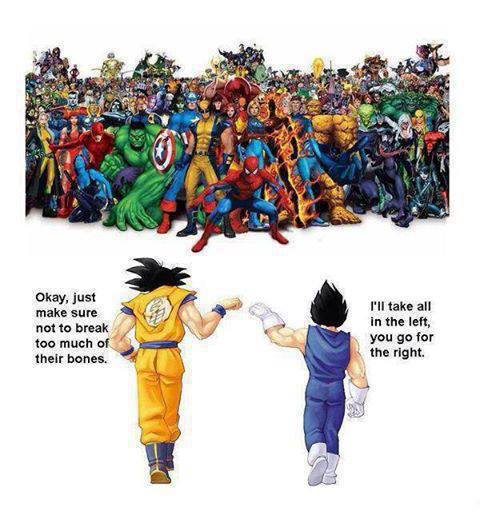 Okay, just
make sure
not to break
too much of
their bones.
I'll take all
in the left,
you go for
the right.